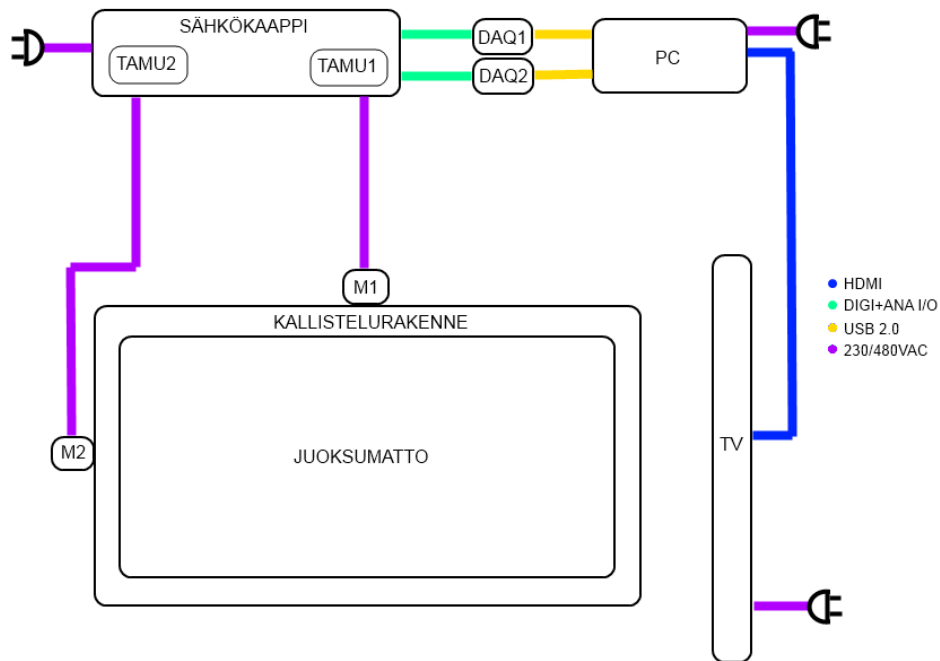 SÄHKÖKAAPPI
TAMU2
TAMU1
DAQ1
DAQ2
PC
M1
KALLISTELURAKENNE
JUOKSUMATTO
M2
TV
HDMI
DIGI+ANA I/O
USB 2.0
230/480VAC